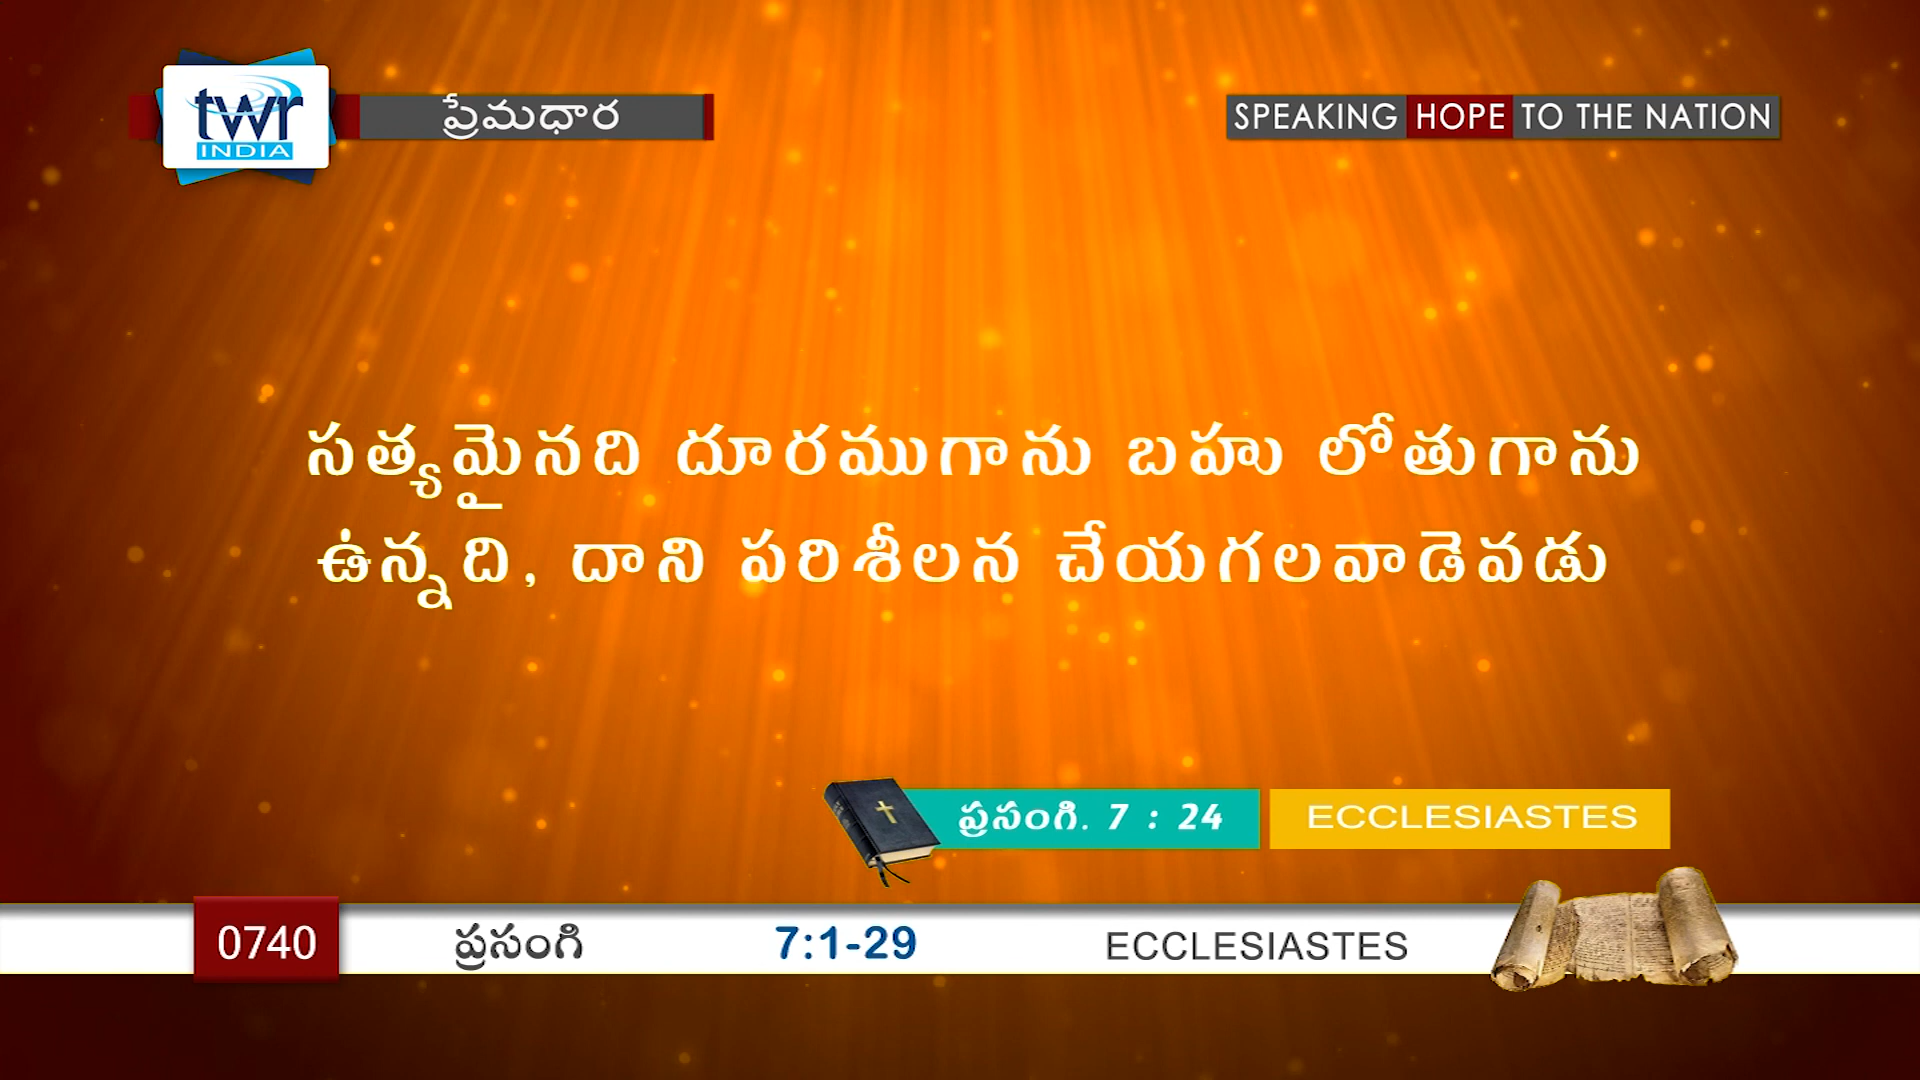 twr
INDIA
ప్రేమధార
SPEAKING HOPE TO THE NATION
సత్యమైనది దూరముగాను బహు లోతుగాను
ఉన్నది, దాని పరిశీలన చేయగలవాడెవడు
ప్రసంగి. 7 : 24
ECCLESIASTES
0740
ప్రసంగి
7:1-29
ECCLESIASTES